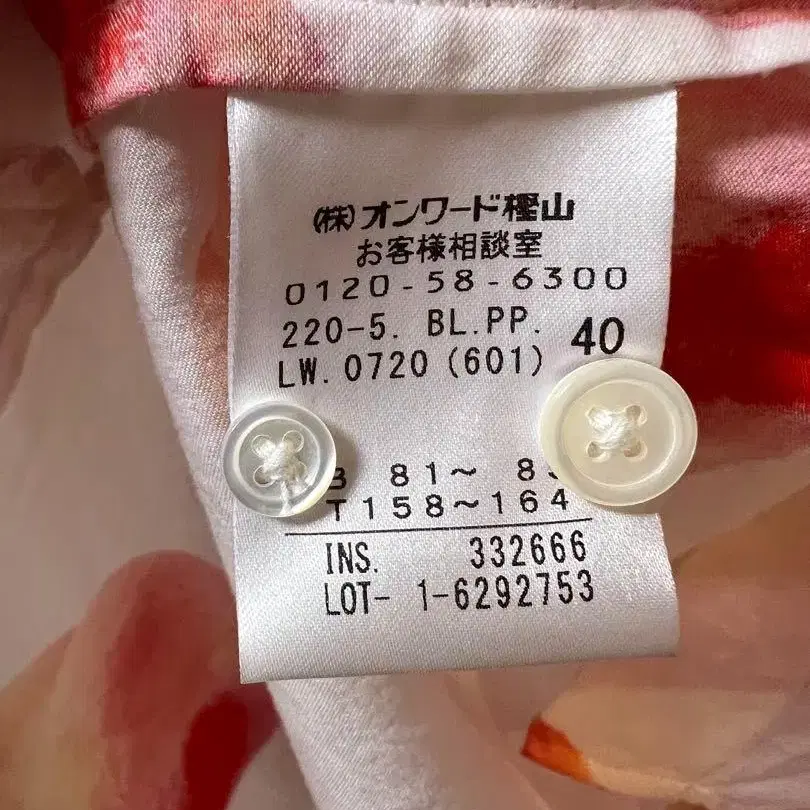 (株)オンワード樫山
お客様相談室
0120-58-6300
220-5. BL.PP. 40
LW.0720(601)
81～
T158～164
INS. 332666
LOT- 1-6292753